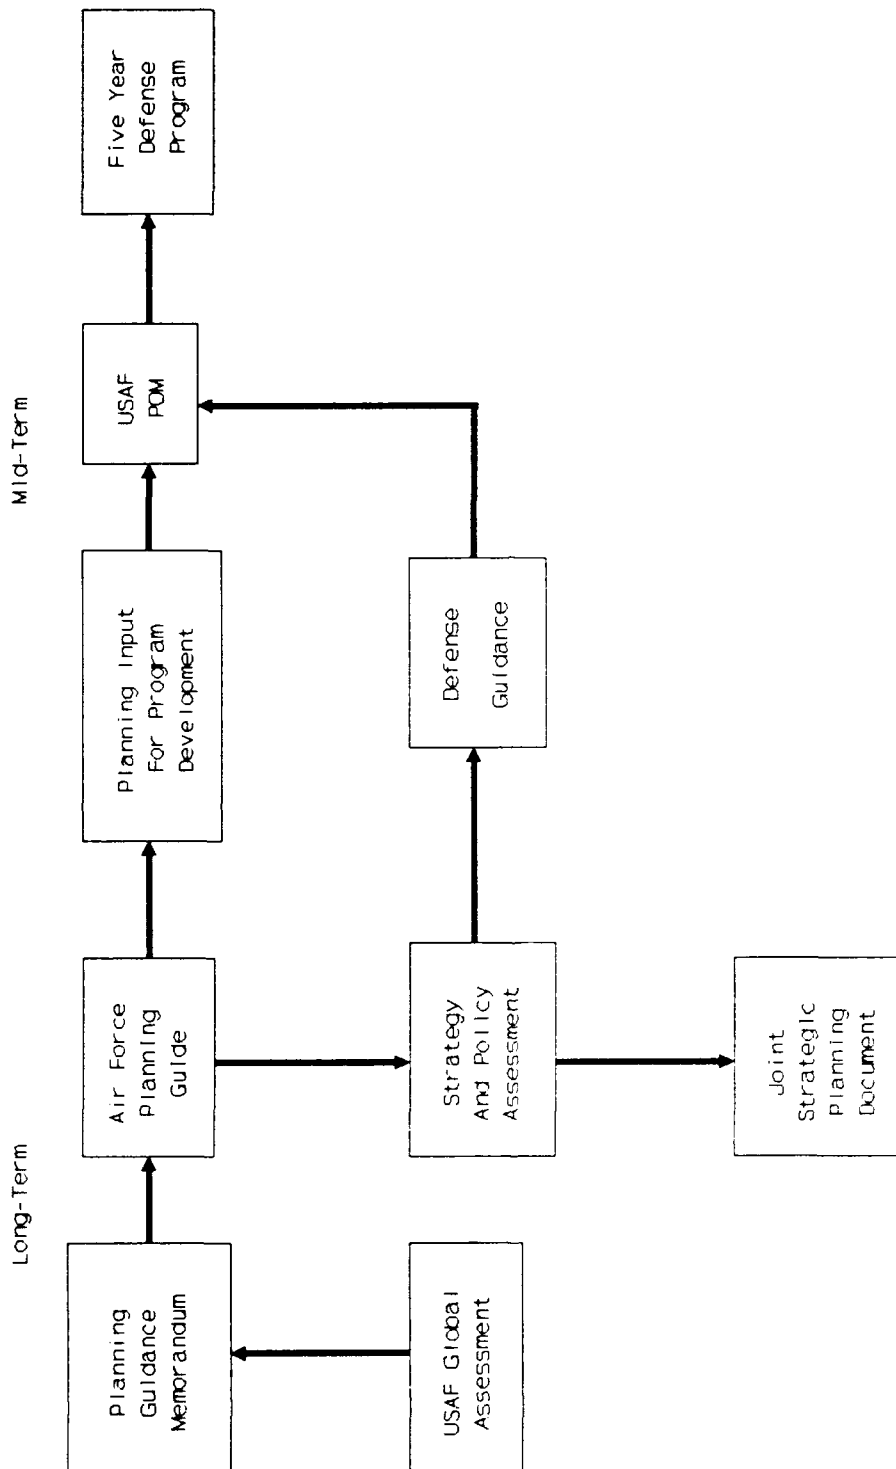 Long-Term
Mid-Term
Planning
Guidance
Memorandum
Air Force
Planning
Guide
Planning Input
For Program
Development
USAF
POM
Five Year
Defense
Program
USAF Global
Assessment
Strategy
And Policy
Assessment
Defense
Guidance
Joint
Strategic
Planning
Document